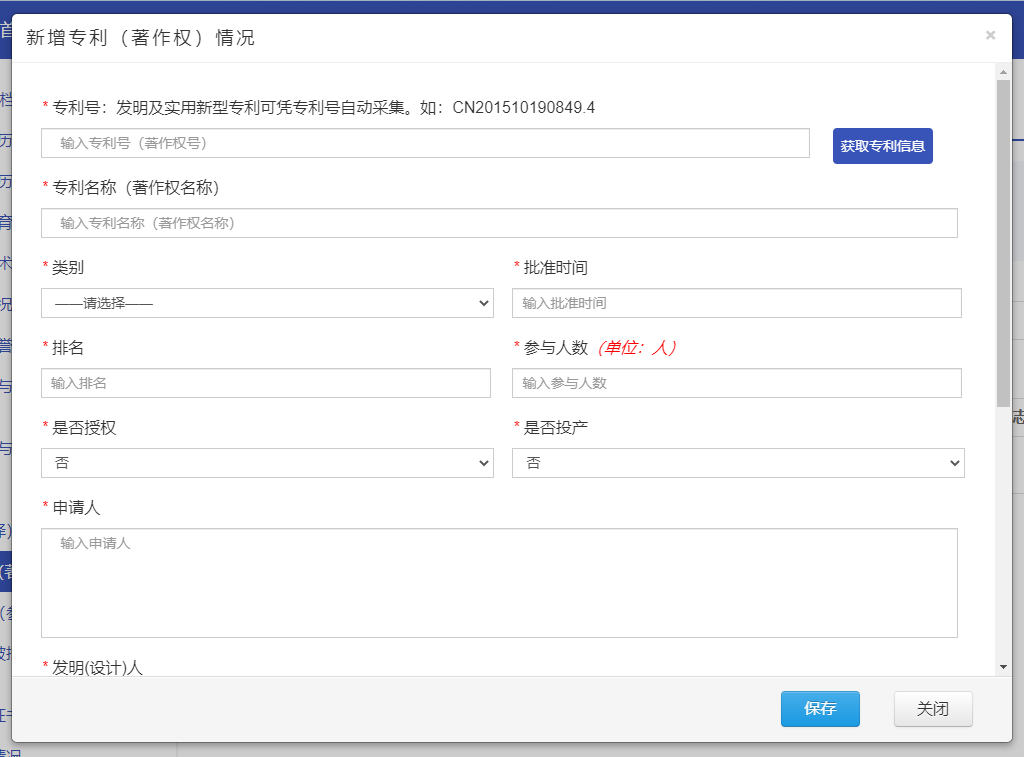 新增专利（著作权）情况
×
* 专利号：发明及实用新型专利可凭专利号自动采集。如：CN201510190849.4
输入专利号（著作权号）
获取专利信息
* 专利名称（著作权名称）
输入专利名称（著作权名称）
* 类别
* 批准时间
——请选择——
输入批准时间
* 排名
* 参与人数（单位：人）
输入排名
输入参与人数
* 是否授权
* 是否投产
否
否
* 申请人
输入申请人
* 发明(设计)人
保存
关闭